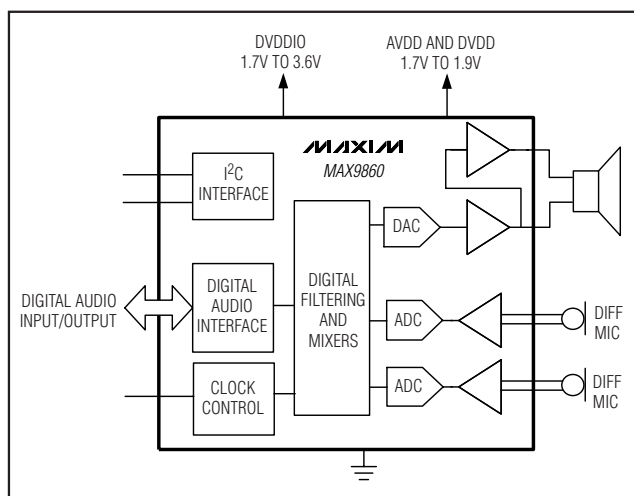 DVDDIO
1.7V TO 3.6V
AVDD AND DVDD
1.7V TO 1.9V
MAXIM
MAX9860
I²C
INTERFACE
DAC
DIGITAL AUDIO
INPUT/OUTPUT
DIGITAL
AUDIO
INTERFACE
DIGITAL
FILTERING
AND
MIXERS
ADC
DIFF
MIC
CLOCK
CONTROL
ADC
DIFF
MIC